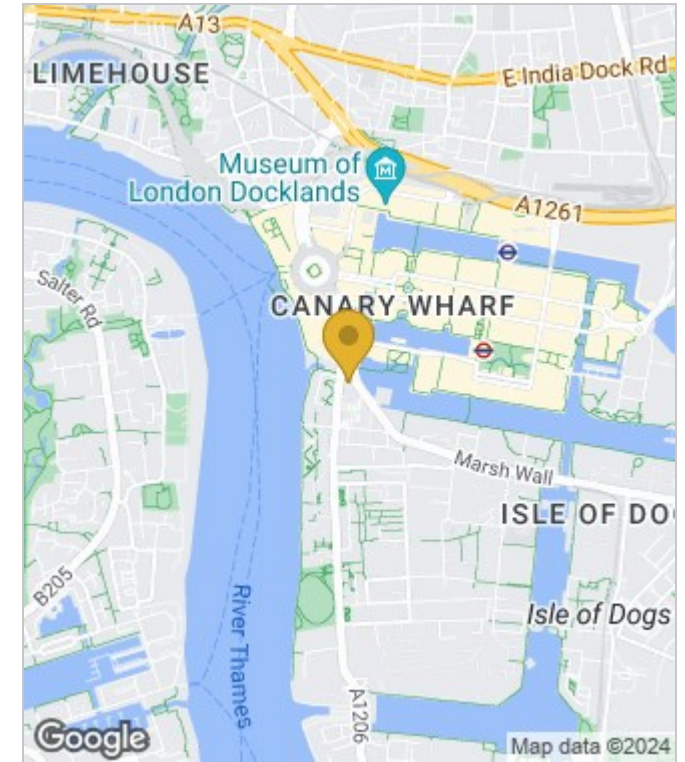 A13
LIMEHOUSE
E India Dock Rd
Museum of
London Docklands
M
A1261
Salter Rd
CANARY WHARF
Marsh Wall
ISLE OF DO
B205
River Thames
Isle of Dogs
A1206
Google
Map data ©2024